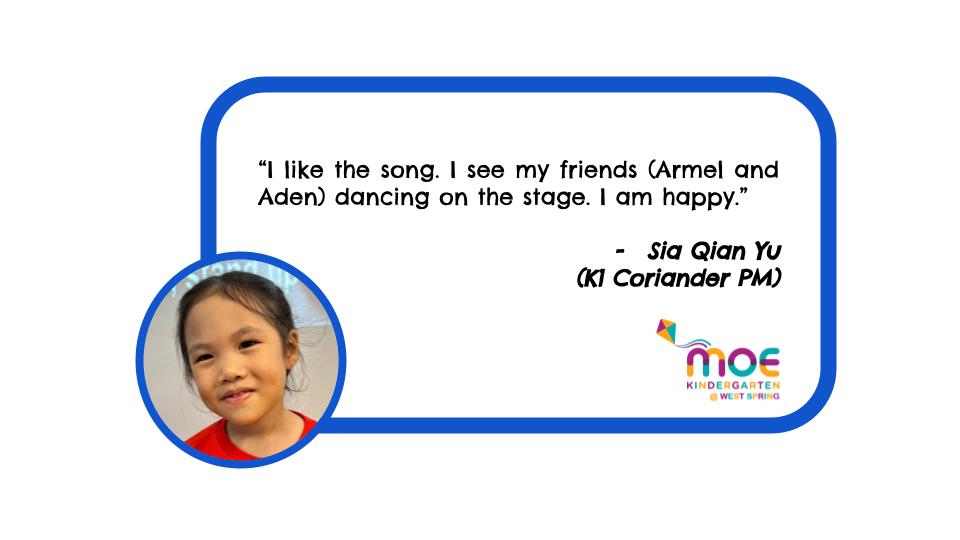 “I like the song. I see my friends (Armel and
Aden) dancing on the stage. I am happy.”
- Sia Qian Yu
(K1 Coriander PM)
moe
KINDERGARTEN
@ WEST SPRING